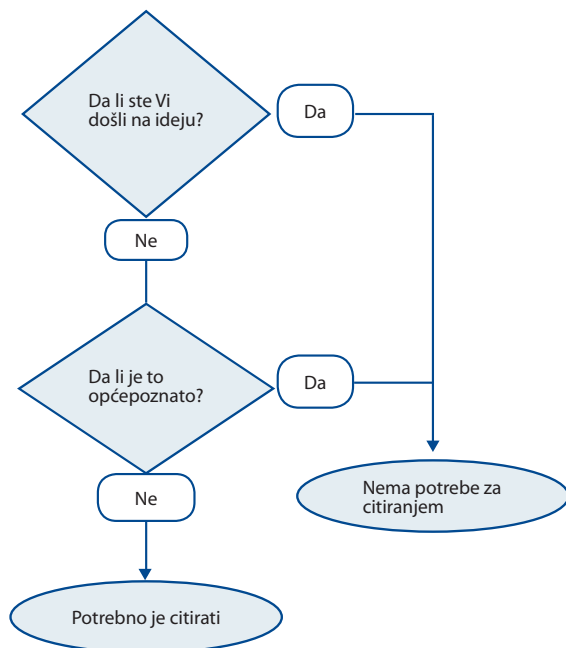 Da li ste Vi
došli na ideju?
Da
Ne
Da li je to
općepoznato?
Da
Ne
Nema potrebe za
citiranjem
Potrebno je citirati